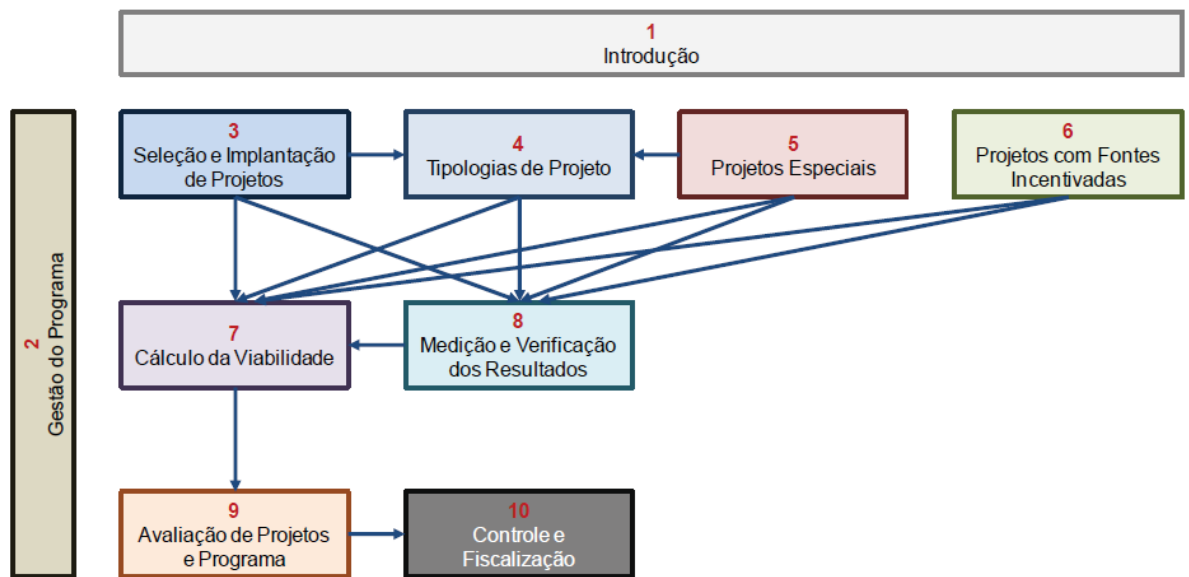 1
Introdução
2
Gestão do Programa
3
Seleção e Implantação
de Projetos
4
Tipologias de Projeto
5
Projetos Especiais
6
Projetos com Fontes
Incentivadas
7
Cálculo da Viabilidade
8
Medição e Verificação
dos Resultados
9
Avaliação de Projetos
e Programa
10
Controle e
Fiscalização